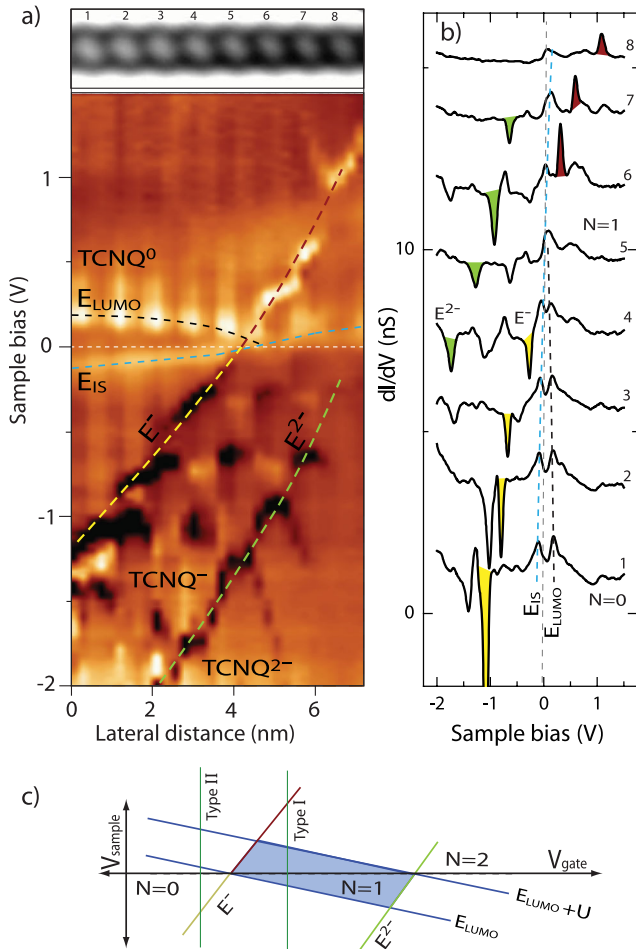 a)
1 2 3 4 5 6 7 8
TCNQ⁰
E_LUMO
E_IS
E⁻
E²⁻
TCNQ⁻
TCNQ²⁻
1
0
-1
-2
Sample bias (V)
0 2 4 6
Lateral distance (nm)
b)
8
7
6
N=1
5
E²⁻ E⁻ 4
3
2
1
E_IS E_LUMO N=0
10
0
dI/dV (nS)
-2 -1 0 1
Sample bias (V)
c)
V_sample
Type II
Type I
N=0
N=1
N=2
V_gate
E⁻
E²⁻
E_LUMO+U
E_LUMO